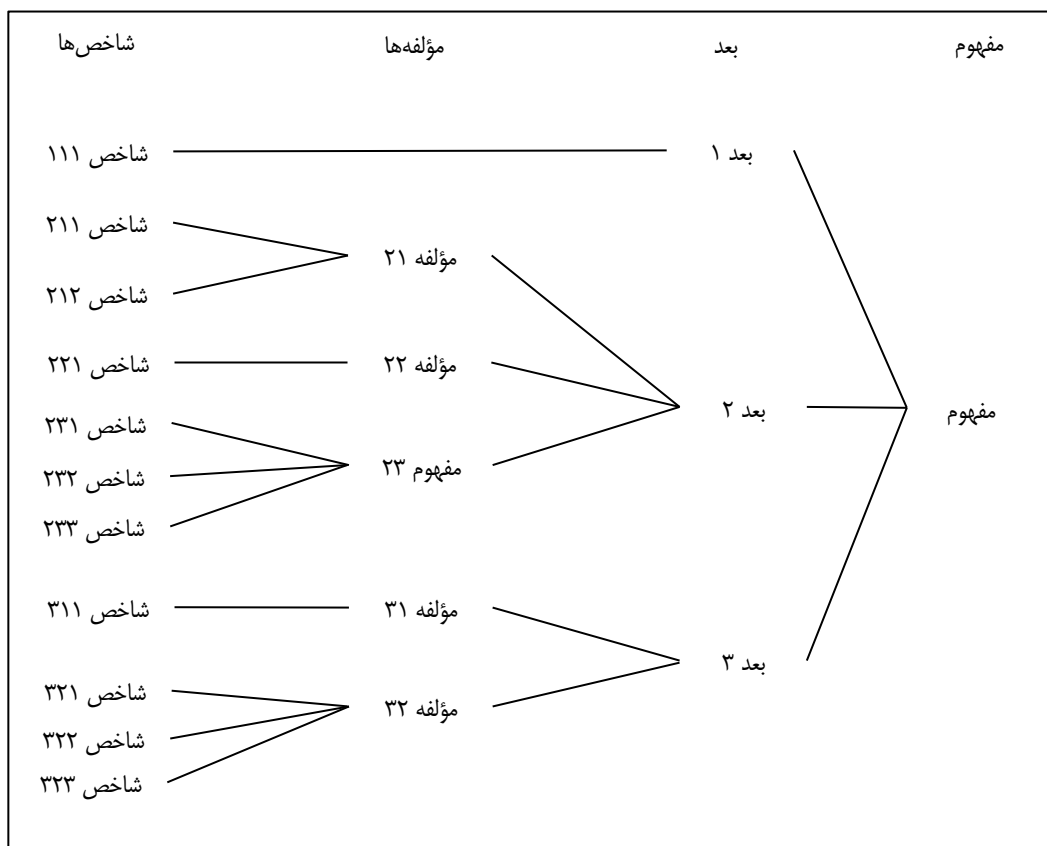 مفهوم بعد مؤلفه‌ها شاخص‌ها
بعد ۱ شاخص ۱۱۱
شاخص ۲۱۱
مؤلفه ۲۱
شاخص ۲۱۲
مؤلفه ۲۲ شاخص ۲۲۱
مفهوم بعد ۲
شاخص ۲۳۱
مفهوم ۲۳
شاخص ۲۳۲
شاخص ۲۳۳
مؤلفه ۳۱ شاخص ۳۱۱
بعد ۳
شاخص ۳۲۱
مؤلفه ۳۲
شاخص ۳۲۲
شاخص ۳۲۳